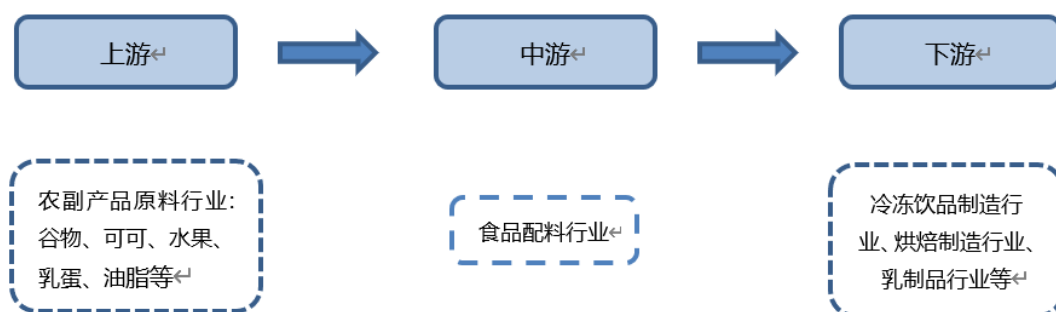 上游
中游
下游
农副产品原料行业：
谷物、可可、水果、
乳蛋、油脂等
食品配料行业
冷冻饮品制造行
业、烘焙制造行业、
乳制品行业等